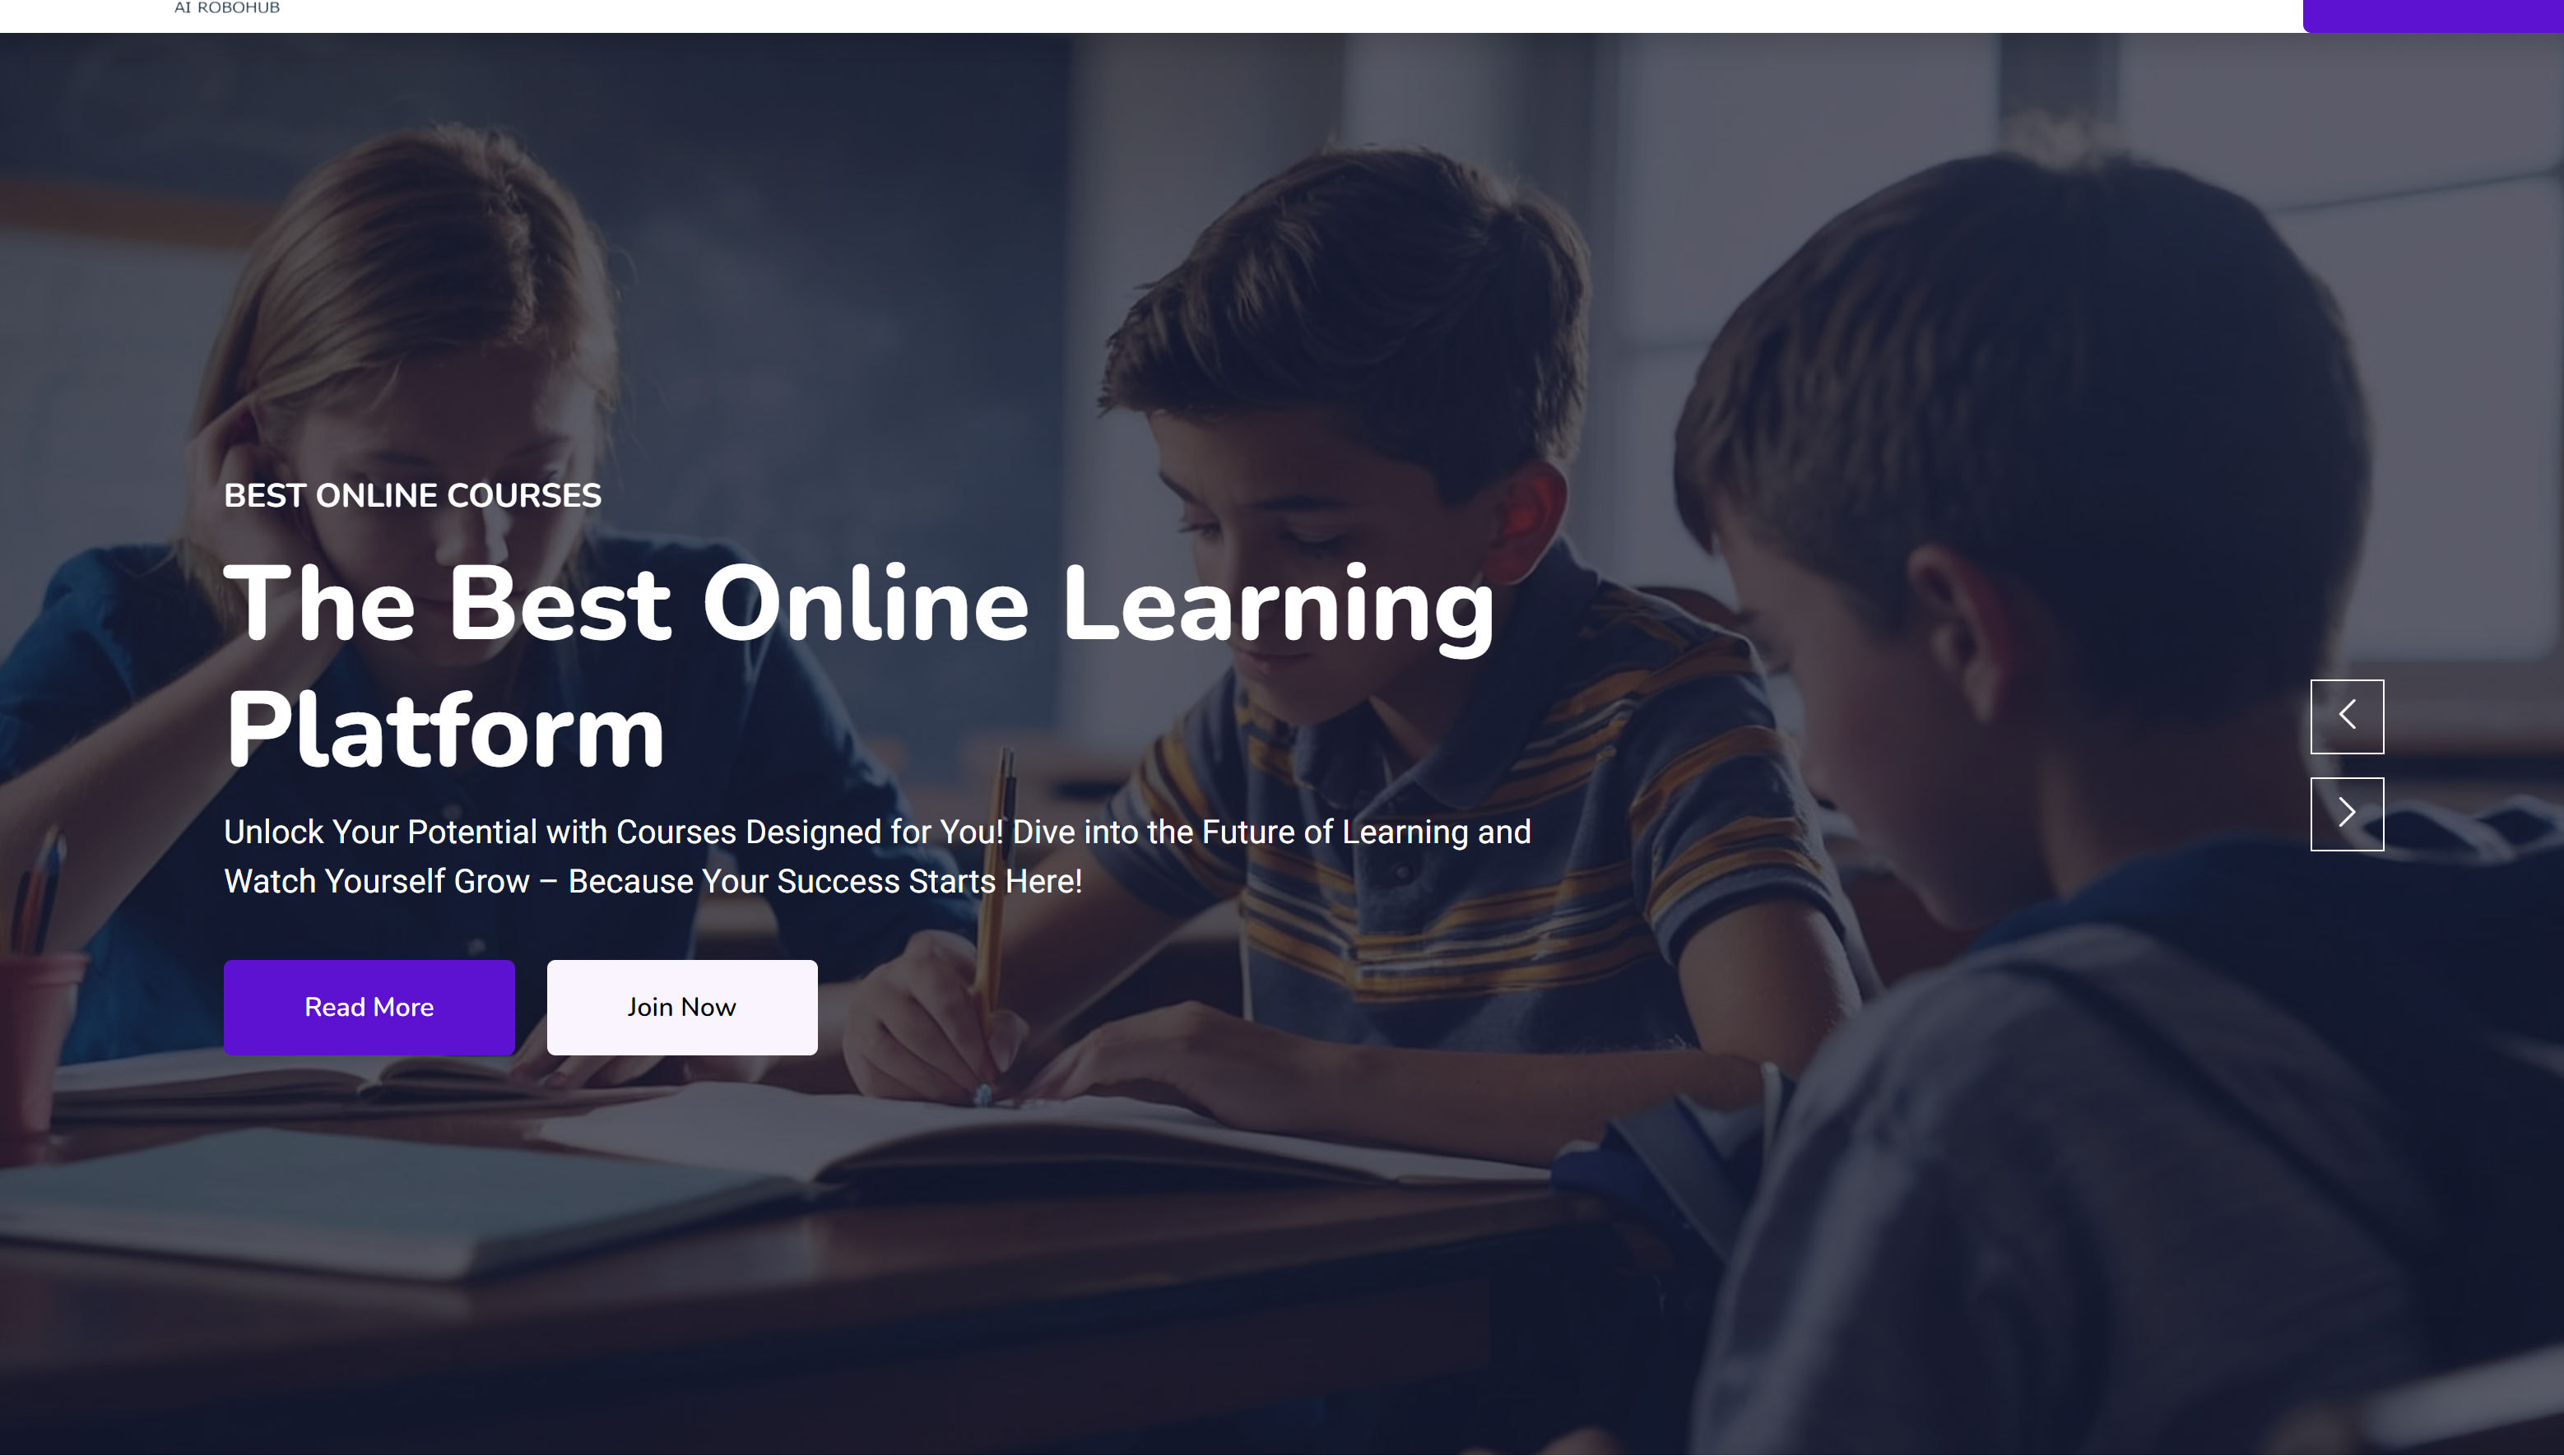 AI ROBOHUB
BEST ONLINE COURSES
The Best Online Learning
Platform
Unlock Your Potential with Courses Designed for You! Dive into the Future of Learning and
Watch Yourself Grow – Because Your Success Starts Here!
Read More
Join Now